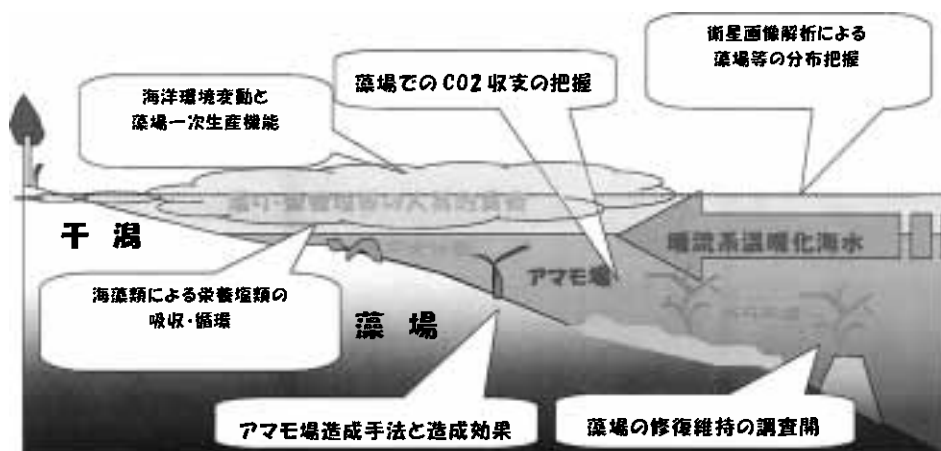 衛星画像解析による
藻場等の分布把握
藻場でのCO2収支の把握
海洋環境変動と
藻場一次生産機能
干 潟
暖流系温暖化海水
アマモ場
海藻類による栄養塩類の
吸収・循環
藻 場
アマモ場造成手法と造成効果
藻場の修復維持の調査開